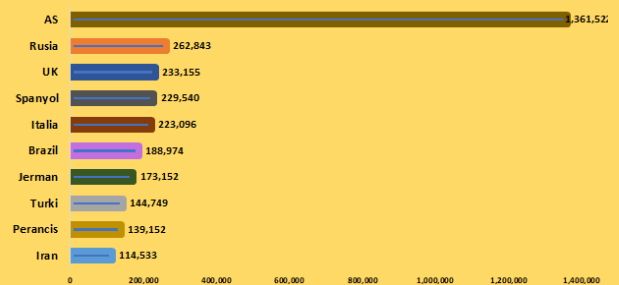 AS 1,361,522
Rusia 262,843
UK 233,155
Spanyol 229,540
Italia 223,096
Brazil 188,974
Jerman 173,152
Turki 144,749
Perancis 139,152
Iran 114,533
0 200,000 400,000 600,000 800,000 1,000,000 1,200,000 1,400,000